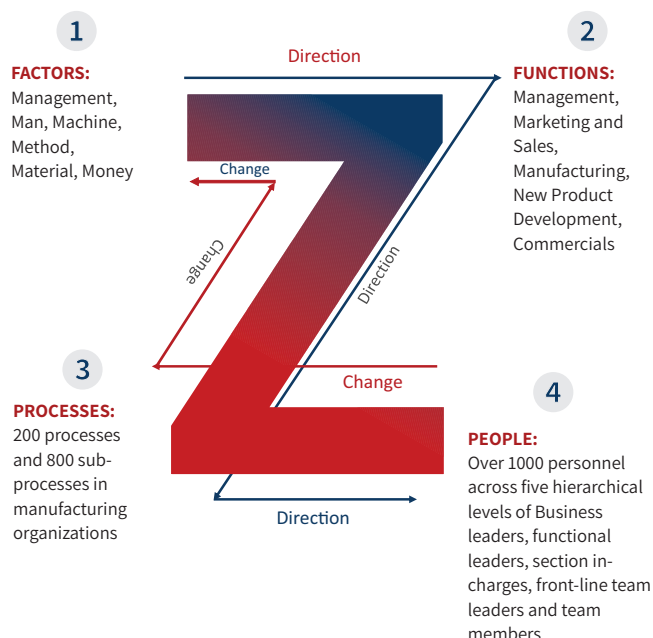 1
FACTORS:
Management,
Man, Machine,
Method,
Material, Money
Direction
2
FUNCTIONS:
Management,
Marketing and
Sales,
Manufacturing,
New Product
Development,
Commercials
Change
Change
Direction
3
PROCESSES:
200 processes
and 800 sub-
processes in
manufacturing
organizations
Change
4
PEOPLE:
Over 1000 personnel
across five hierarchical
levels of Business
leaders, functional
leaders, section in-
charges, front-line team
leaders and team
members
Direction